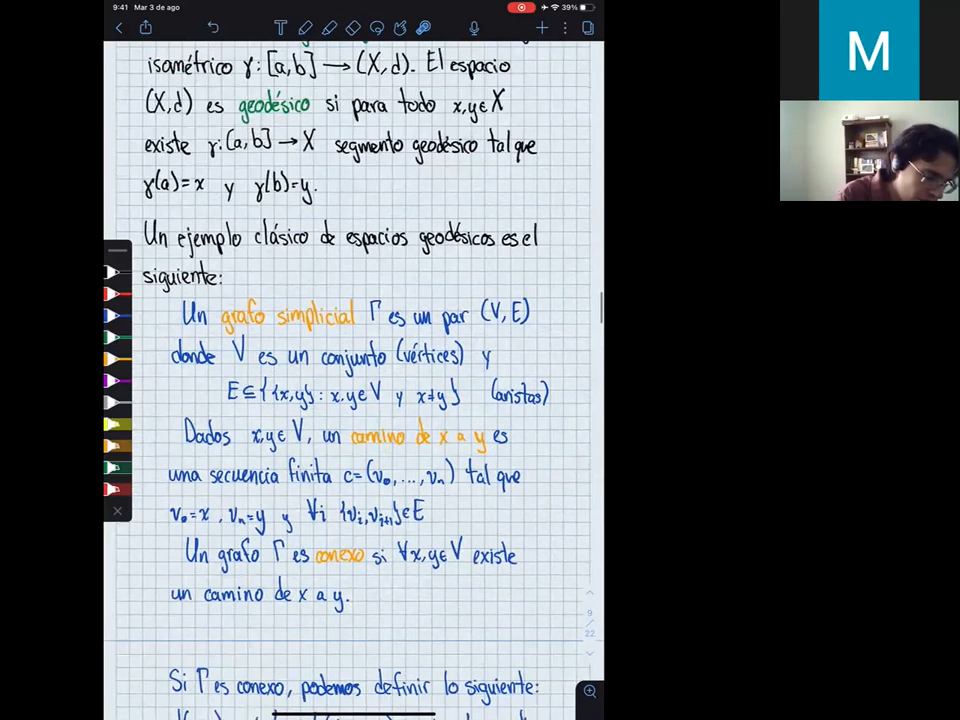 9:41 Mar 3 de ago
39%
M
isométrico γ: [a,b] → (X,d). El espacio
(X,d) es geodésico si para todo x,y∈X
existe γ:[a,b] → X segmento geodésico tal que
γ(a)=x y γ(b)=y.
Un ejemplo clásico de espacios geodésicos es el
siguiente:
Un grafo simplicial Γ es un par (V,E)
donde V es un conjunto (vértices) y
E⊆{{x,y}: x,y∈V y x≠y} (aristas)
Dados x,y∈V, un camino de x a y es
una secuencia finita c=(v₀,...,vₙ) tal que
v₀=x, vₙ=y y ∀i {vᵢ,vᵢ₊₁}∈E
Un grafo Γ es conexo si ∀x,y∈V existe
un camino de x a y.
9
22
Si Γ es conexo, podemos definir lo siguiente: